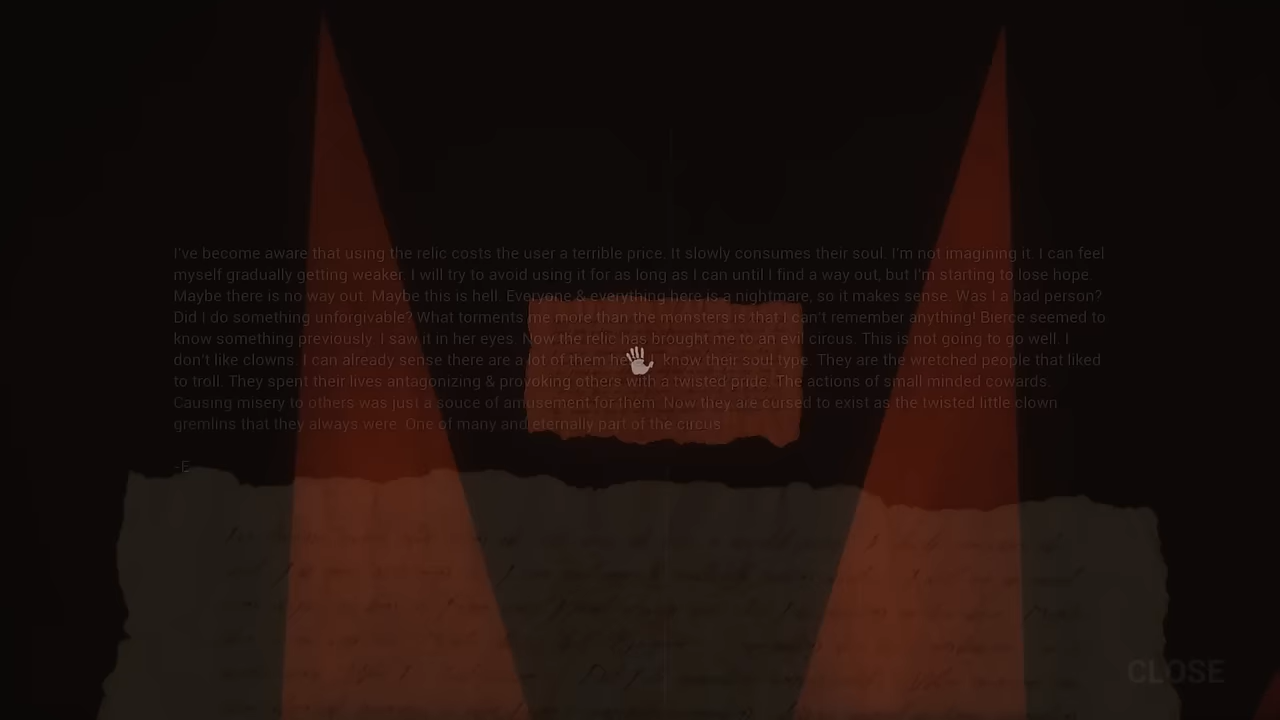 I've become aware that using the relic costs the user a terrible price. It slowly consumes their soul. I'm not imagining it. I can feel
myself gradually getting weaker. I will try to avoid using it for as long as I can until I find a way out, but I'm starting to lose hope.
Maybe there is no way out. Maybe this is hell. Everyone & everything here is a nightmare, so it makes sense. Was I a bad person?
Did I do something unforgivable? What torments me more than the monsters is that I can't remember anything! Bierce seemed to
know something previously. I saw it in her eyes. Now the relic has brought me to an evil circus. This is not going to go well. I
don't like clowns. I can already sense there are a lot of them know their soul type. They are the wretched people that liked
to troll. They spent their lives antagonizing & provoking others with a twisted pride. The actions of small minded cowards.
Causing misery to others was just a souce of amusement for them. Now they are cursed to exist as the twisted little clown
gremlins that they always were. One of many and eternally part of the circus.
-E
CLOSE